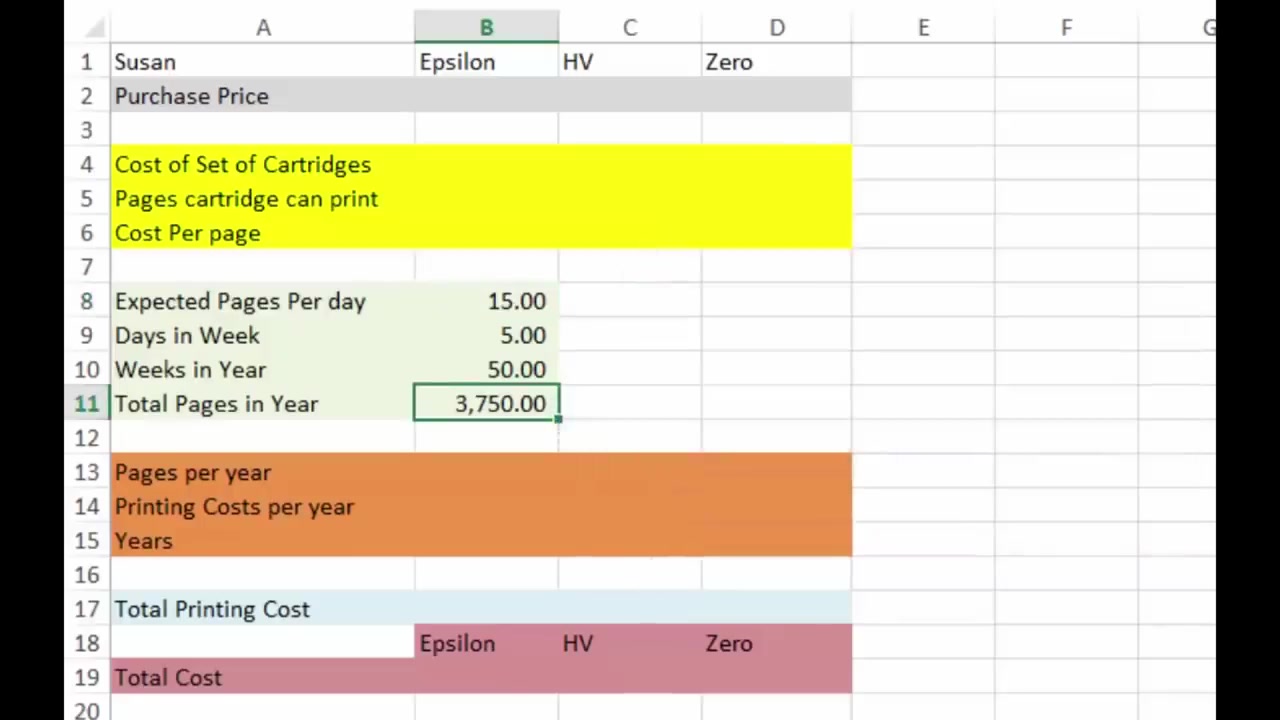 A B C D E F G
1 Susan Epsilon HV Zero
2 Purchase Price
3
4 Cost of Set of Cartridges
5 Pages cartridge can print
6 Cost Per page
7
8 Expected Pages Per day 15.00
9 Days in Week 5.00
10 Weeks in Year 50.00
11 Total Pages in Year 3,750.00
12
13 Pages per year
14 Printing Costs per year
15 Years
16
17 Total Printing Cost
18 Epsilon HV Zero
19 Total Cost
20